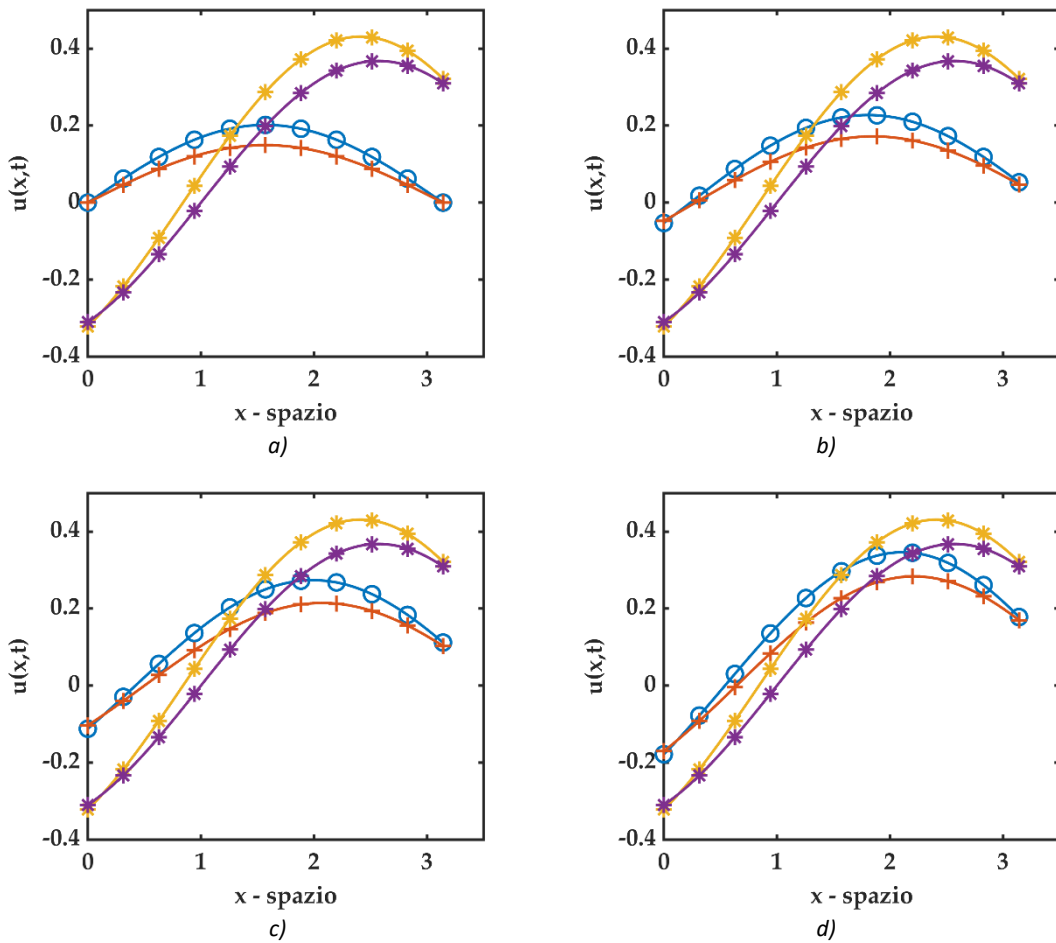 0.4
0.2
0
-0.2
-0.4
u(x,t)
0 1 2 3
x - spazio
a)
0.4
0.2
0
-0.2
-0.4
u(x,t)
0 1 2 3
x - spazio
b)
0.4
0.2
0
-0.2
-0.4
u(x,t)
0 1 2 3
x - spazio
c)
0.4
0.2
0
-0.2
-0.4
u(x,t)
0 1 2 3
x - spazio
d)